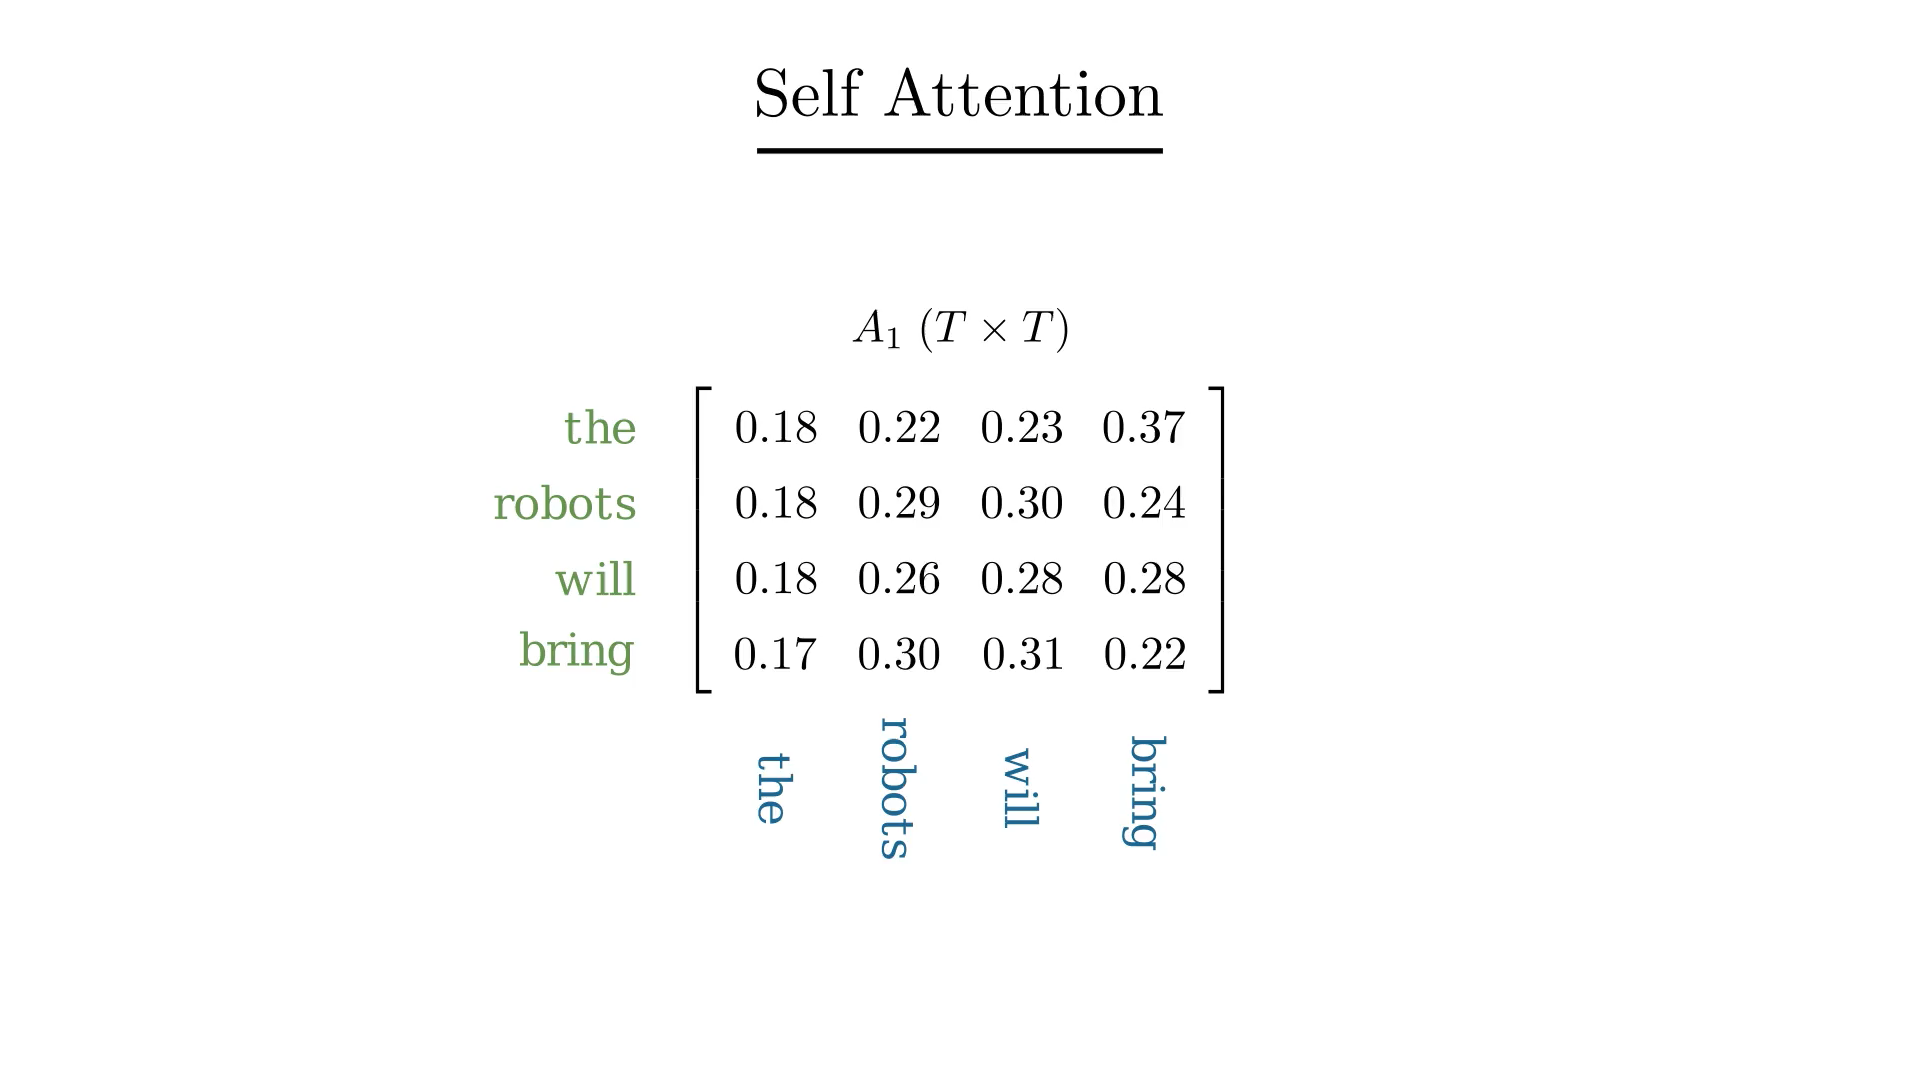 Self Attention
A₁ (T × T)
the 0.18 0.22 0.23 0.37
robots 0.18 0.29 0.30 0.24
will 0.18 0.26 0.28 0.28
bring 0.17 0.30 0.31 0.22
the robots will bring